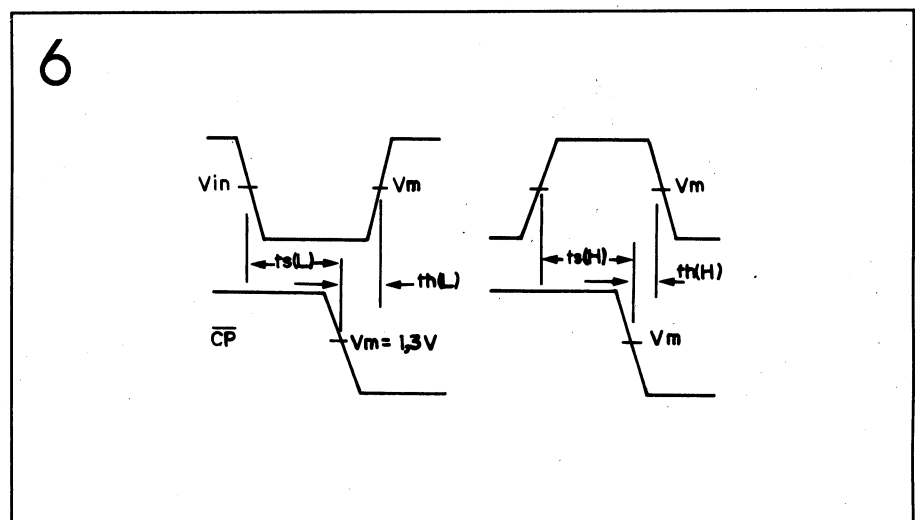 6
Vin
Vm
Vm
ts(L)
th(L)
ts(H)
th(H)
CP
Vm = 1,3V
Vm